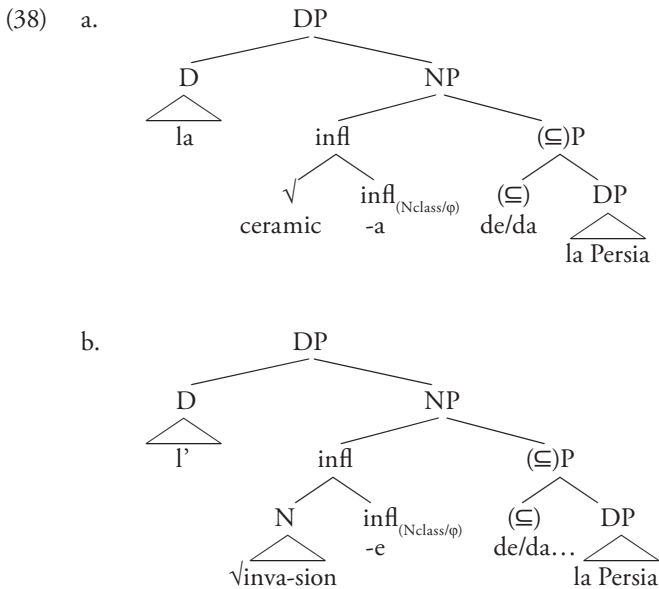 (38) a. DP
D NP
la infl (⊆)P
√ infl(Nclass/φ) (⊆) DP
ceramic -a de/da la Persia
b. DP
D NP
l’ infl (⊆)P
N infl(Nclass/φ) (⊆) DP
√inva-sion -e de/da… la Persia